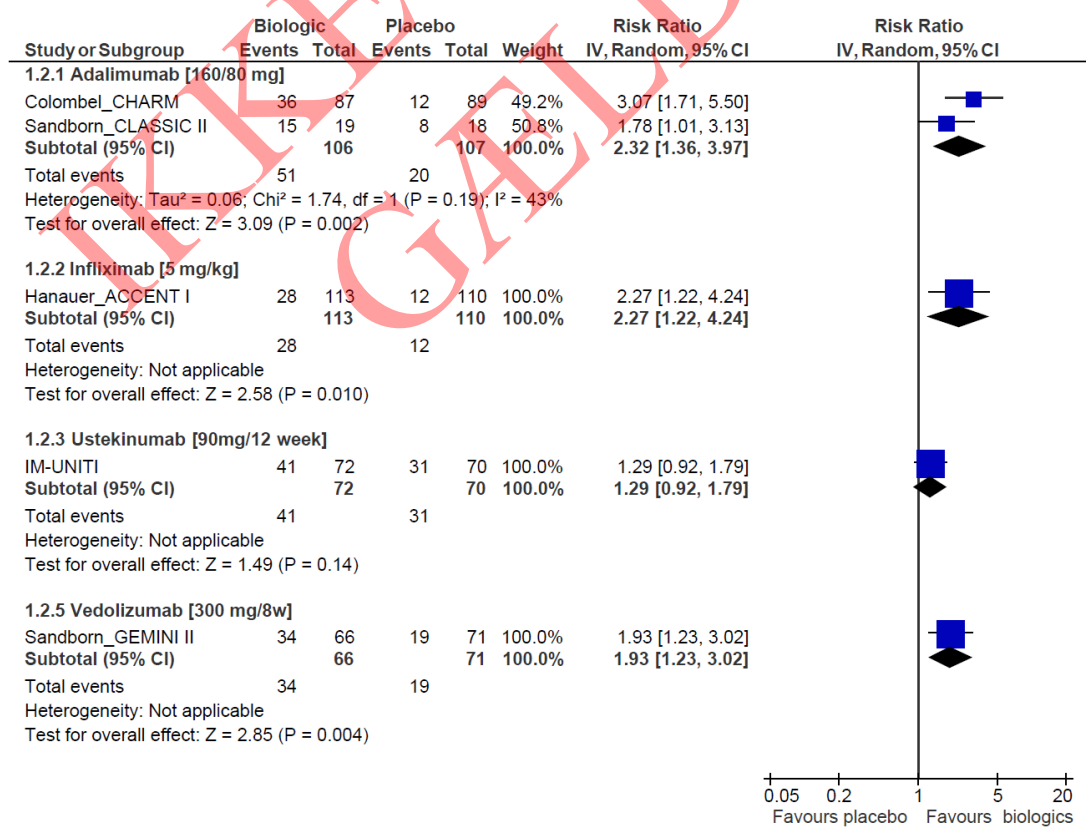 Biologic Placebo Risk Ratio Risk Ratio
Study or Subgroup Events Total Events Total Weight IV, Random, 95% CI IV, Random, 95% CI
1.2.1 Adalimumab [160/80 mg]
Colombel_CHARM 36 87 12 89 49.2% 3.07 [1.71, 5.50]
Sandborn_CLASSIC II 15 19 8 18 50.8% 1.78 [1.01, 3.13]
Subtotal (95% CI) 106 107 100.0% 2.32 [1.36, 3.97]
Total events 51 20
Heterogeneity: Tau² = 0.06; Chi² = 1.74, df = 1 (P = 0.19); I² = 43%
Test for overall effect: Z = 3.09 (P = 0.002)
1.2.2 Infliximab [5 mg/kg]
Hanauer_ACCENT I 28 113 12 110 100.0% 2.27 [1.22, 4.24]
Subtotal (95% CI) 113 110 100.0% 2.27 [1.22, 4.24]
Total events 28 12
Heterogeneity: Not applicable
Test for overall effect: Z = 2.58 (P = 0.010)
1.2.3 Ustekinumab [90mg/12 week]
IM-UNITI 41 72 31 70 100.0% 1.29 [0.92, 1.79]
Subtotal (95% CI) 72 70 100.0% 1.29 [0.92, 1.79]
Total events 41 31
Heterogeneity: Not applicable
Test for overall effect: Z = 1.49 (P = 0.14)
1.2.5 Vedolizumab [300 mg/8w]
Sandborn_GEMINI II 34 66 19 71 100.0% 1.93 [1.23, 3.02]
Subtotal (95% CI) 66 71 100.0% 1.93 [1.23, 3.02]
Total events 34 19
Heterogeneity: Not applicable
Test for overall effect: Z = 2.85 (P = 0.004)
0.05 0.2 1 5 20
Favours placebo Favours biologics